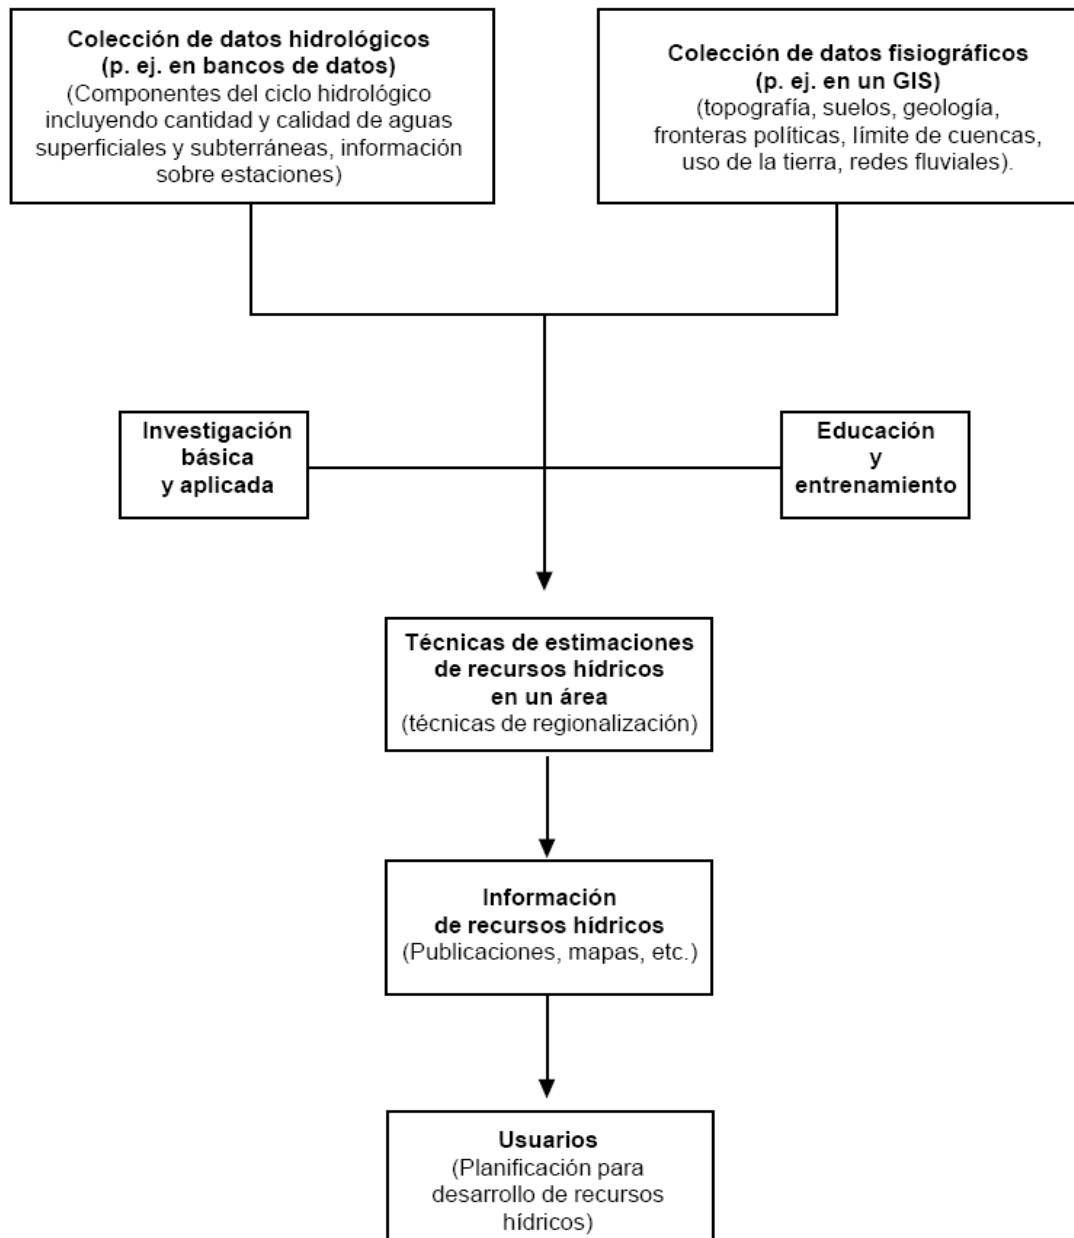 Colección de datos hidrológicos
(p. ej. en bancos de datos)
(Componentes del ciclo hidrológico
incluyendo cantidad y calidad de aguas
superficiales y subterráneas, información
sobre estaciones)
Colección de datos fisiográficos
(p. ej. en un GIS)
(topografía, suelos, geología,
fronteras políticas, límite de cuencas,
uso de la tierra, redes fluviales).
Investigación
básica
y aplicada
Educación
y
entrenamiento
Técnicas de estimaciones
de recursos hídricos
en un área
(técnicas de regionalización)
Información
de recursos hídricos
(Publicaciones, mapas, etc.)
Usuarios
(Planificación para
desarrollo de recursos
hídricos)